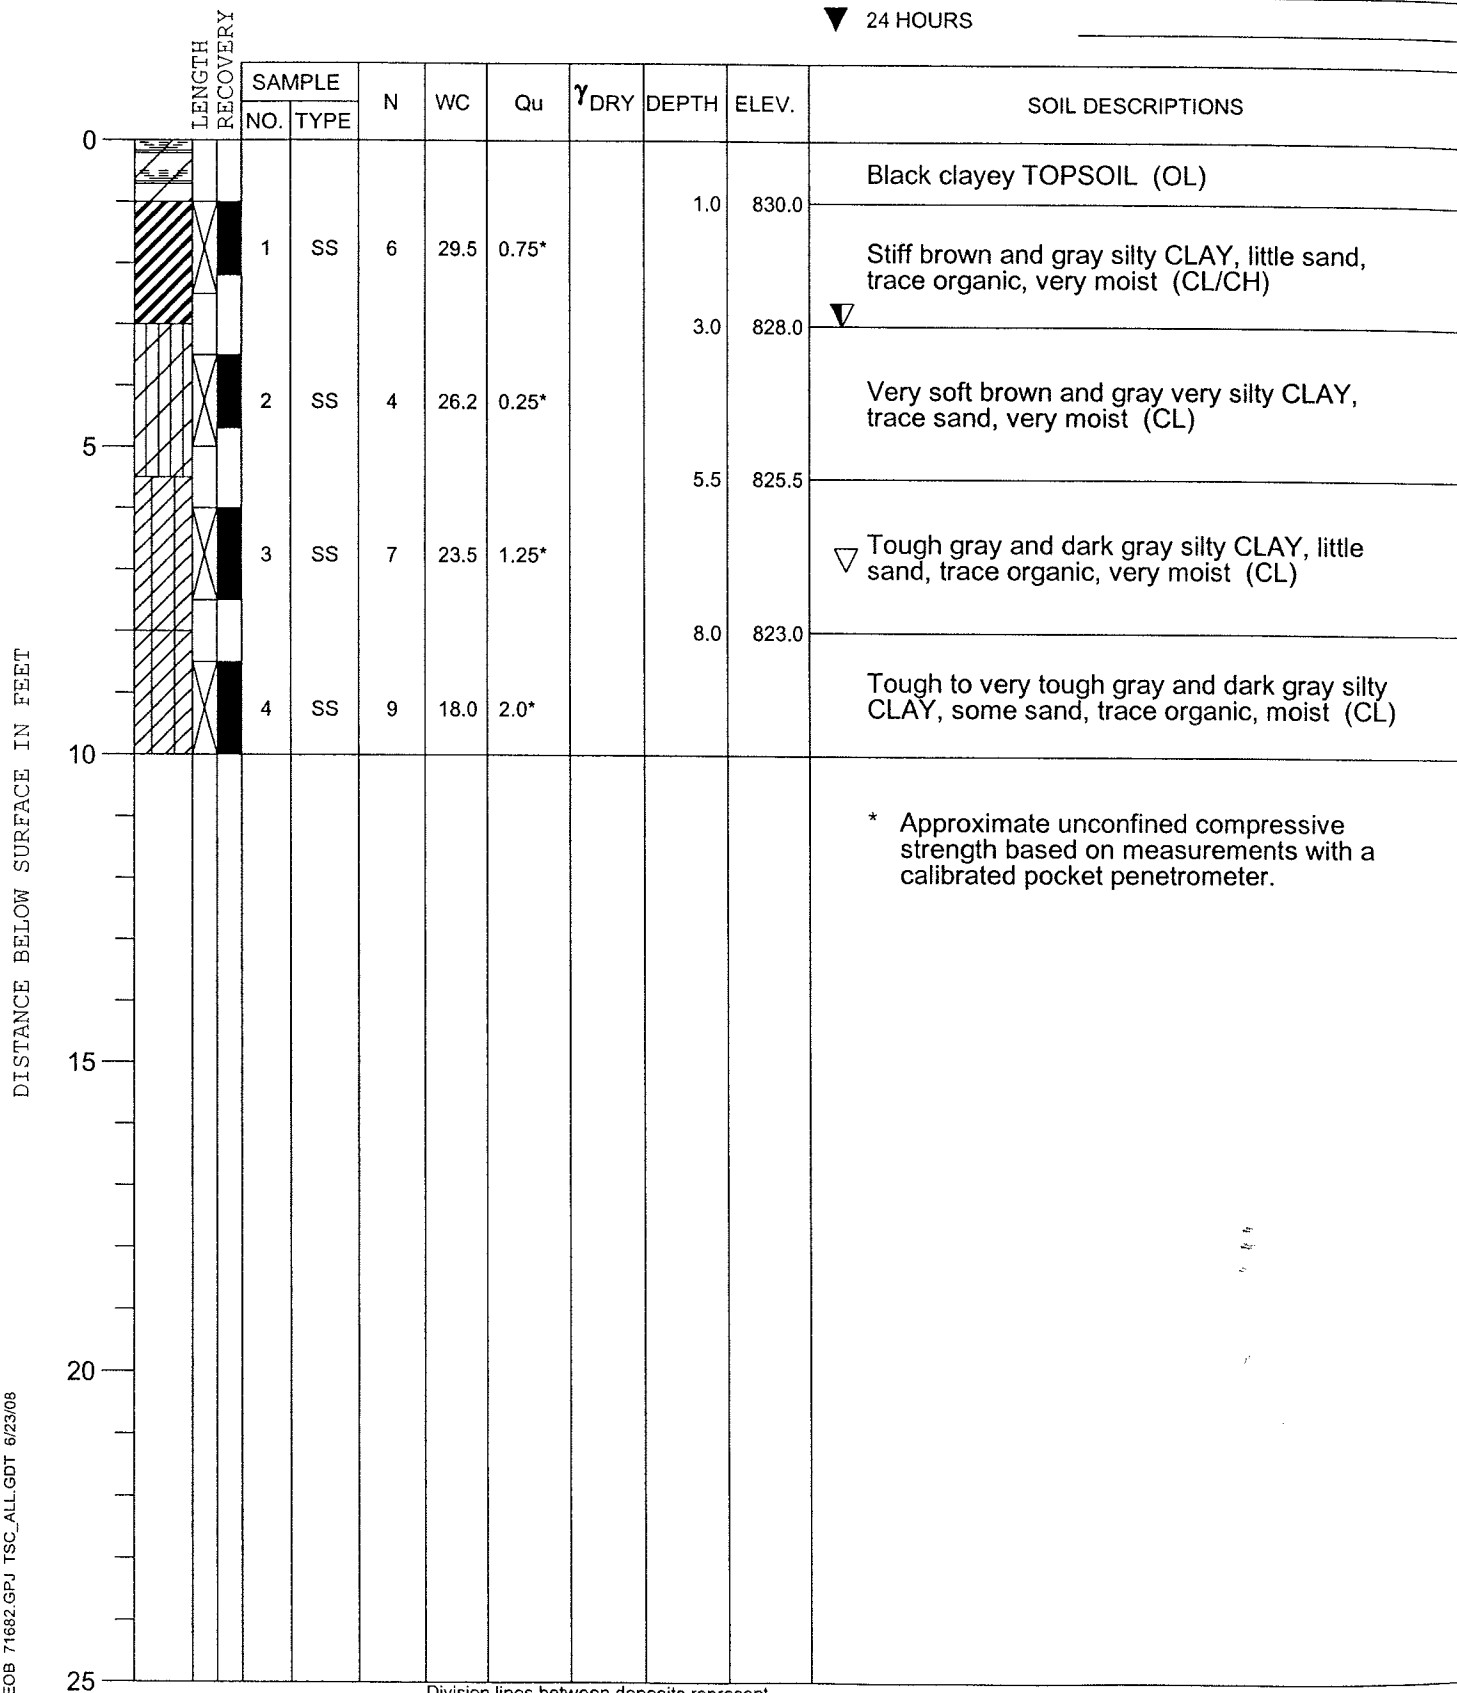 24 HOURS
LENGTH
RECOVERY
SAMPLE
NO. TYPE N WC Qu γDRY DEPTH ELEV. SOIL DESCRIPTIONS
0
Black clayey TOPSOIL (OL)
1.0 830.0
1 SS 6 29.5 0.75*
Stiff brown and gray silty CLAY, little sand,
trace organic, very moist (CL/CH)
3.0 828.0
2 SS 4 26.2 0.25*
Very soft brown and gray very silty CLAY,
trace sand, very moist (CL)
5
5.5 825.5
3 SS 7 23.5 1.25*
Tough gray and dark gray silty CLAY, little
sand, trace organic, very moist (CL)
8.0 823.0
4 SS 9 18.0 2.0*
Tough to very tough gray and dark gray silty
CLAY, some sand, trace organic, moist (CL)
10
* Approximate unconfined compressive
strength based on measurements with a
calibrated pocket penetrometer.
15
20
25
DISTANCE BELOW SURFACE IN FEET
EOB 71682.GPJ TSC_ALL.GDT 6/23/08
Division lines between deposits represent